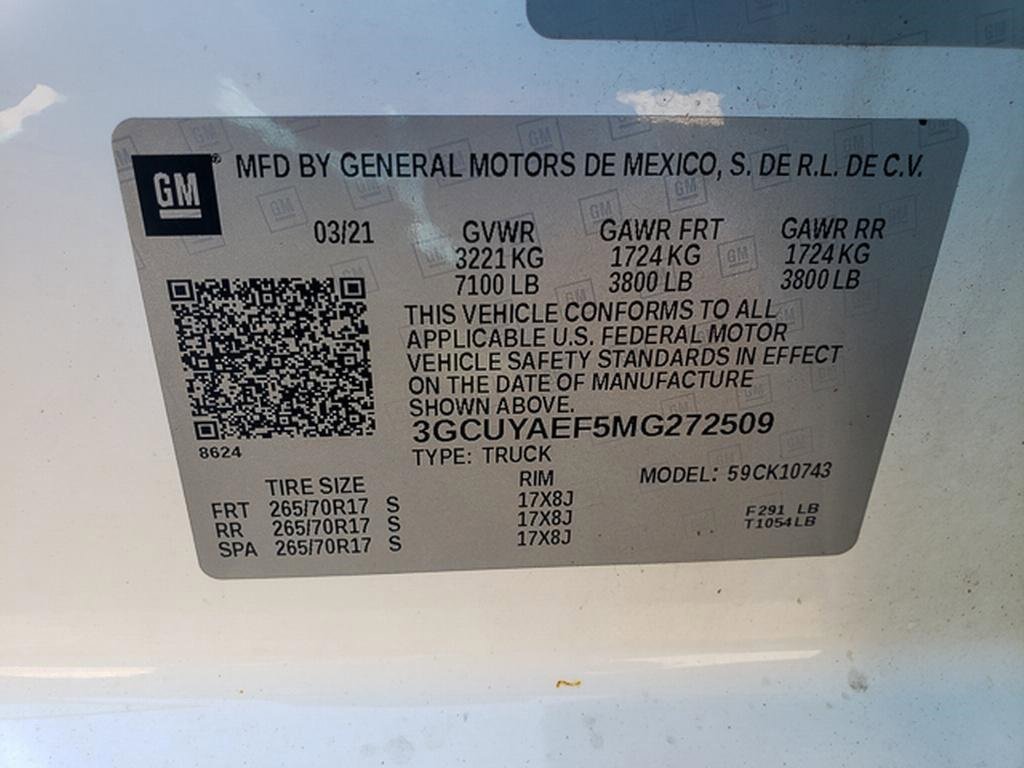 GM® MFD BY GENERAL MOTORS DE MEXICO, S. DE R.L. DE C.V.
03/21 GVWR GAWR FRT GAWR RR
3221 KG 1724 KG 1724 KG
7100 LB 3800 LB 3800 LB
THIS VEHICLE CONFORMS TO ALL
APPLICABLE U.S. FEDERAL MOTOR
VEHICLE SAFETY STANDARDS IN EFFECT
ON THE DATE OF MANUFACTURE
SHOWN ABOVE.
3GCUYAEF5MG272509
8624
TYPE: TRUCK
MODEL: 59CK10743
TIRE SIZE RIM
FRT 265/70R17 S 17X8J
RR 265/70R17 S 17X8J
SPA 265/70R17 S 17X8J
F291 LB
T1054LB